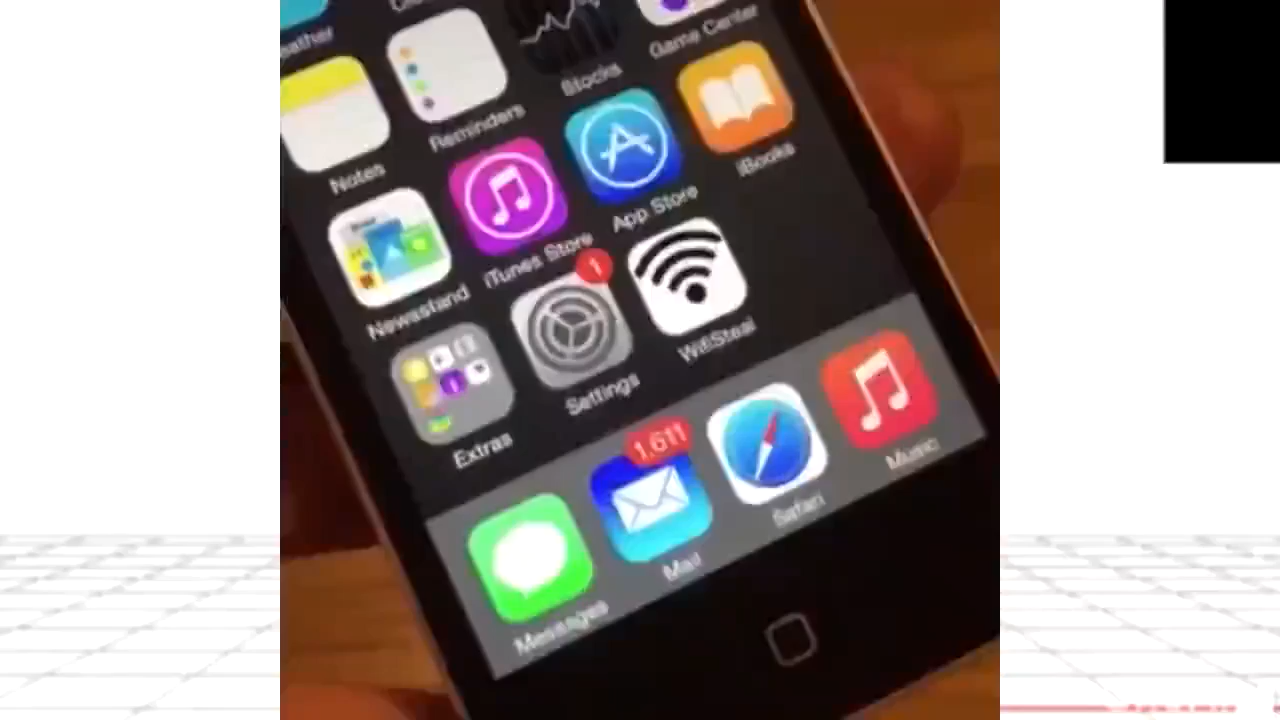 eather
Game Center
Stocks
Reminders
Notes
iBooks
App Store
iTunes Store
Newsstand
1
WifiSteal
Settings
Extras
1,611
Music
Safari
Mail
Messages